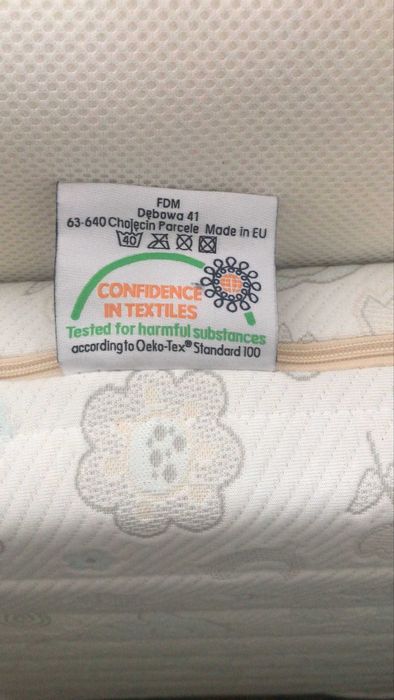 FDM
Dębowa 41
63-640 Chojęcin Parcele Made in EU
40
CONFIDENCE
IN TEXTILES
Tested for harmful substances
according to Oeko-Tex® Standard 100